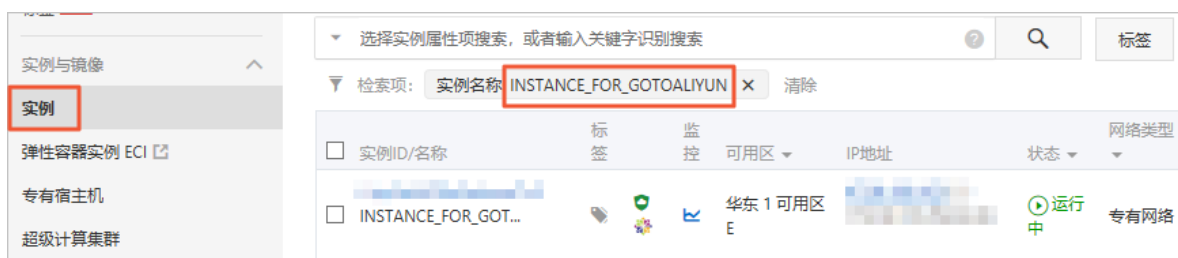 选择实例属性项搜索，或者输入关键字识别搜索
标签
实例与镜像
检索项： 实例名称 INSTANCE_FOR_GOTOALIYUN 清除
实例
标签
监控
网络类型
弹性容器实例 ECI
实例ID/名称
可用区
IP地址
状态
专有宿主机
INSTANCE_FOR_GOT...
华东 1 可用区
E
运行
中
专有网络
超级计算集群